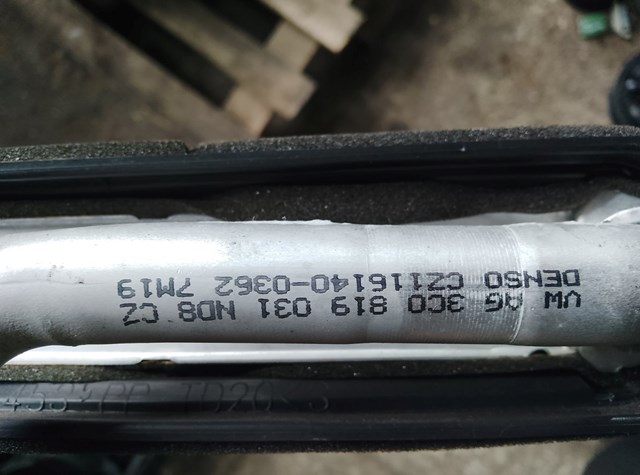 VW AG 3C0 819 031 ND8 CZ
DENSO CZ116140-0362 7M19